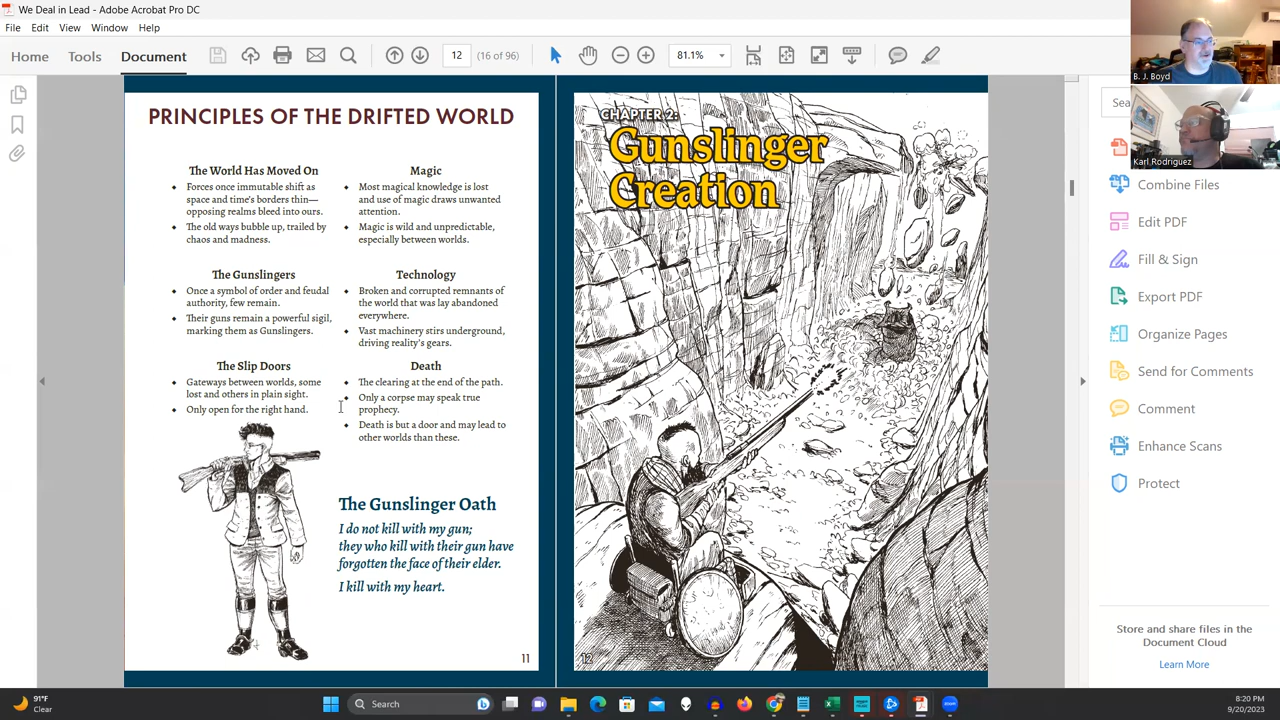 We Deal in Lead - Adobe Acrobat Pro DC
File Edit View Window Help
Home Tools Document 12 (16 of 96) 81.1%
B. J. Boyd
Karl Rodriguez
Sea
PRINCIPLES OF THE DRIFTED WORLD
The World Has Moved On
Forces once immutable shift as
space and time's borders thin—
opposing realms bleed into ours.
The old ways bubble up, trailed by
chaos and madness.
Magic
Most magical knowledge is lost
and use of magic draws unwanted
attention.
Magic is wild and unpredictable,
especially between worlds.
The Gunslingers
Once a symbol of order and feudal
authority, few remain.
Their guns remain a powerful sigil,
marking them as Gunslingers.
Technology
Broken and corrupted remnants of
the world that was lay abandoned
everywhere.
Vast machinery stirs underground,
driving reality's gears.
The Slip Doors
Gateways between worlds, some
lost and others in plain sight.
Only open for the right hand.
Death
The clearing at the end of the path.
Only a corpse may speak true
prophecy.
Death is but a door and may lead to
other worlds than these.
The Gunslinger Oath
I do not kill with my gun;
they who kill with their gun have
forgotten the face of their elder.
I kill with my heart.
11
CHAPTER 2:
Gunslinger
Creation
12
Combine Files
Edit PDF
Fill & Sign
Export PDF
Organize Pages
Send for Comments
Comment
Enhance Scans
Protect
Store and share files in the
Document Cloud
Learn More
91°F
Clear
Search
8:20 PM
9/20/2023